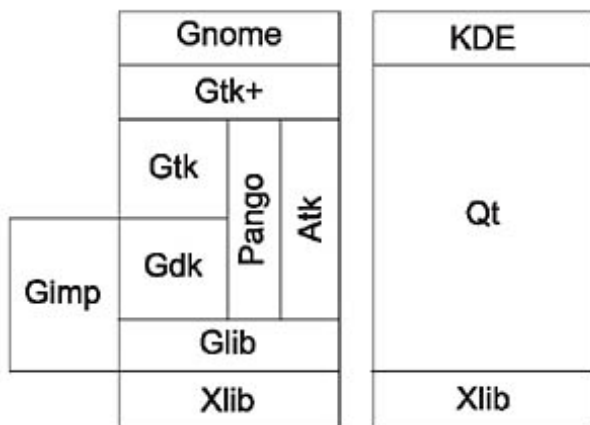 Gnome
KDE
Gtk+
Gtk
Pango
Atk
Qt
Gimp
Gdk
Glib
Xlib
Xlib